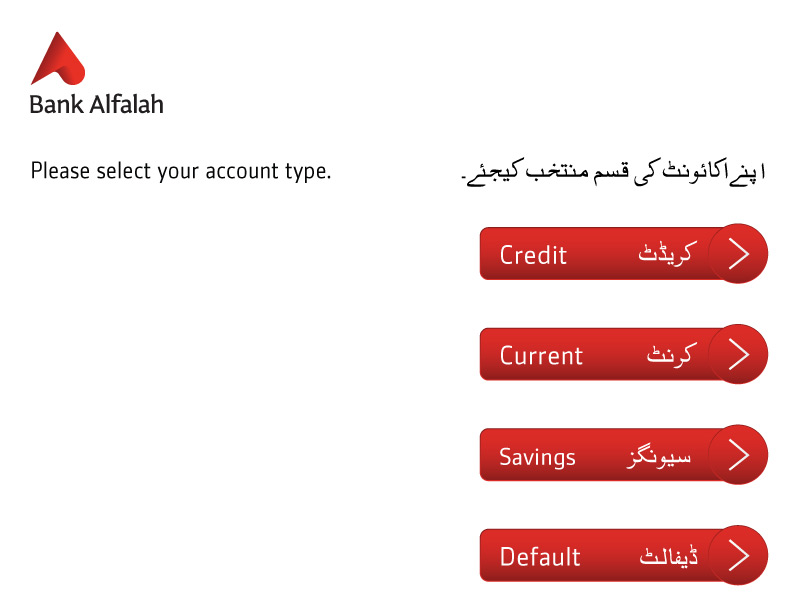 Bank Alfalah
Please select your account type.
اپنے اکائونٹ کی قسم منتخب کیجئے۔
Credit کریڈٹ
Current کرنٹ
Savings سیونگز
Default ڈیفالٹ